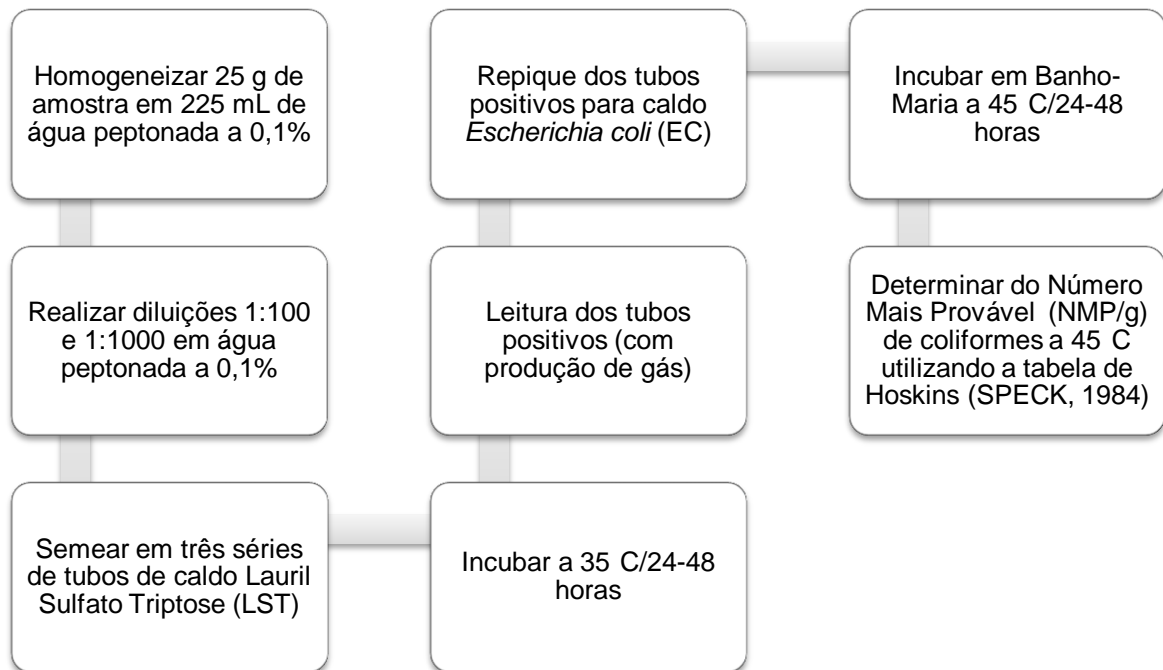 Homogeneizar 25 g de
amostra em 225 mL de
água peptonada a 0,1%
Realizar diluições 1:100
e 1:1000 em água
peptonada a 0,1%
Semear em três séries
de tubos de caldo Lauril
Sulfato Triptose (LST)
Incubar a 35 C/24-48
horas
Leitura dos tubos
positivos (com
produção de gás)
Repique dos tubos
positivos para caldo
Escherichia coli (EC)
Incubar em Banho-
Maria a 45 C/24-48
horas
Determinar do Número
Mais Provável (NMP/g)
de coliformes a 45 C
utilizando a tabela de
Hoskins (SPECK, 1984)